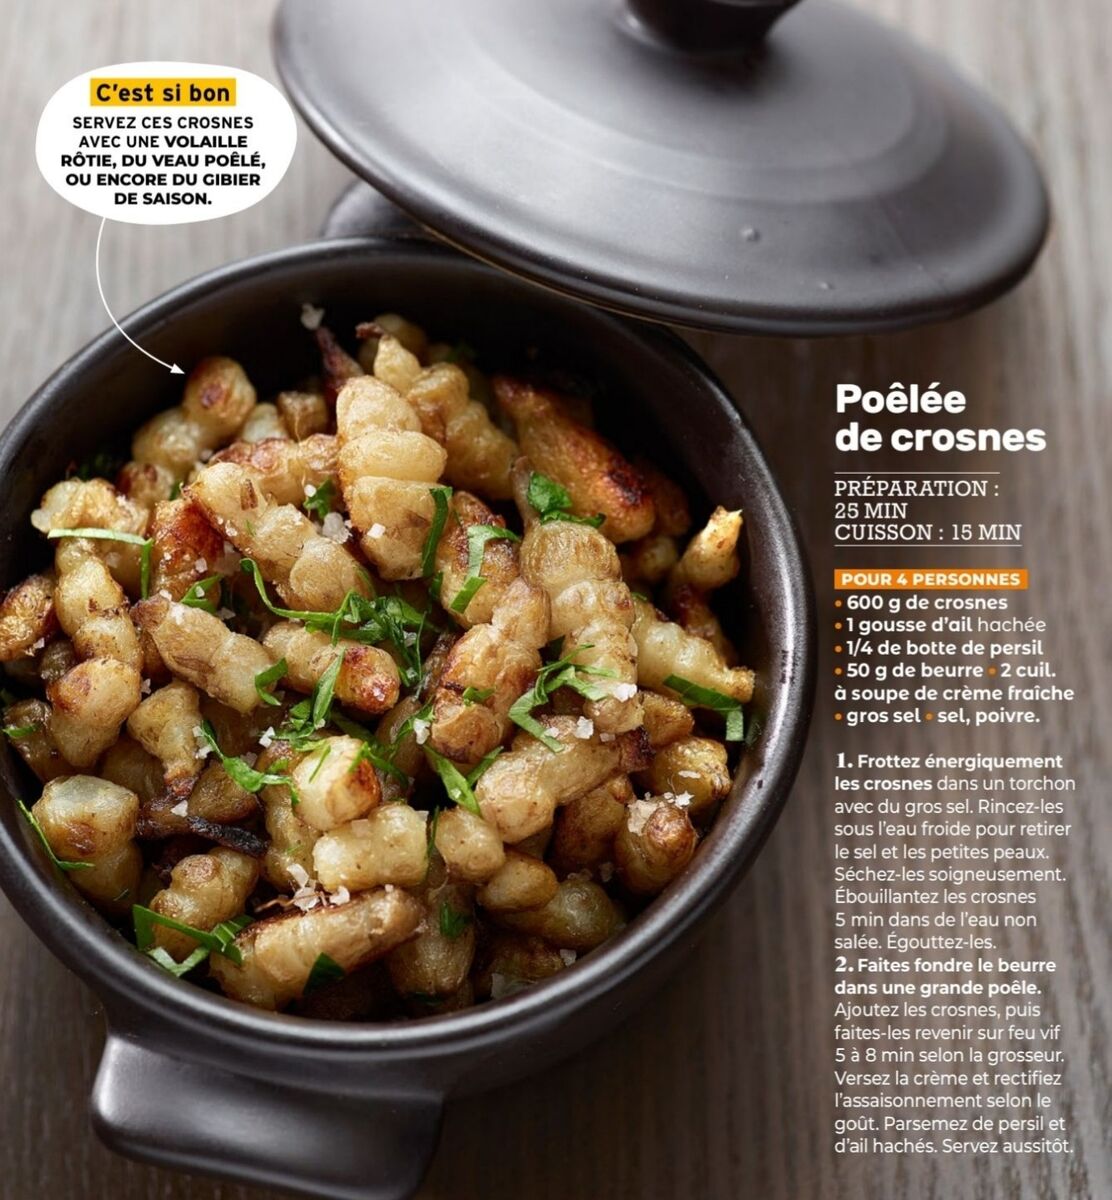 C'est si bon
SERVEZ CES CROSNES
AVEC UNE VOLAILLE
RÔTIE, DU VEAU POÊLÉ,
OU ENCORE DU GIBIER
DE SAISON.
Poêlée
de crosnes
PRÉPARATION :
25 MIN
CUISSON : 15 MIN
POUR 4 PERSONNES
• 600 g de crosnes
• 1 gousse d'ail hachée
• 1/4 de botte de persil
• 50 g de beurre • 2 cuil.
à soupe de crème fraîche
• gros sel • sel, poivre.
1. Frottez énergiquement
les crosnes dans un torchon
avec du gros sel. Rincez-les
sous l'eau froide pour retirer
le sel et les petites peaux.
Séchez-les soigneusement.
Ébouillantez les crosnes
5 min dans de l'eau non
salée. Égouttez-les.
2. Faites fondre le beurre
dans une grande poêle.
Ajoutez les crosnes, puis
faites-les revenir sur feu vif
5 à 8 min selon la grosseur.
Versez la crème et rectifiez
l'assaisonnement selon le
goût. Parsemez de persil et
d'ail hachés. Servez aussitôt.